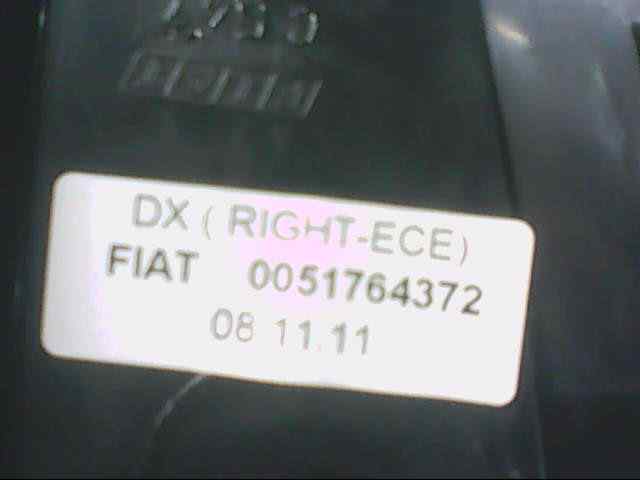 DX ( RIGHT-ECE)
FIAT 0051764372
08 11.11